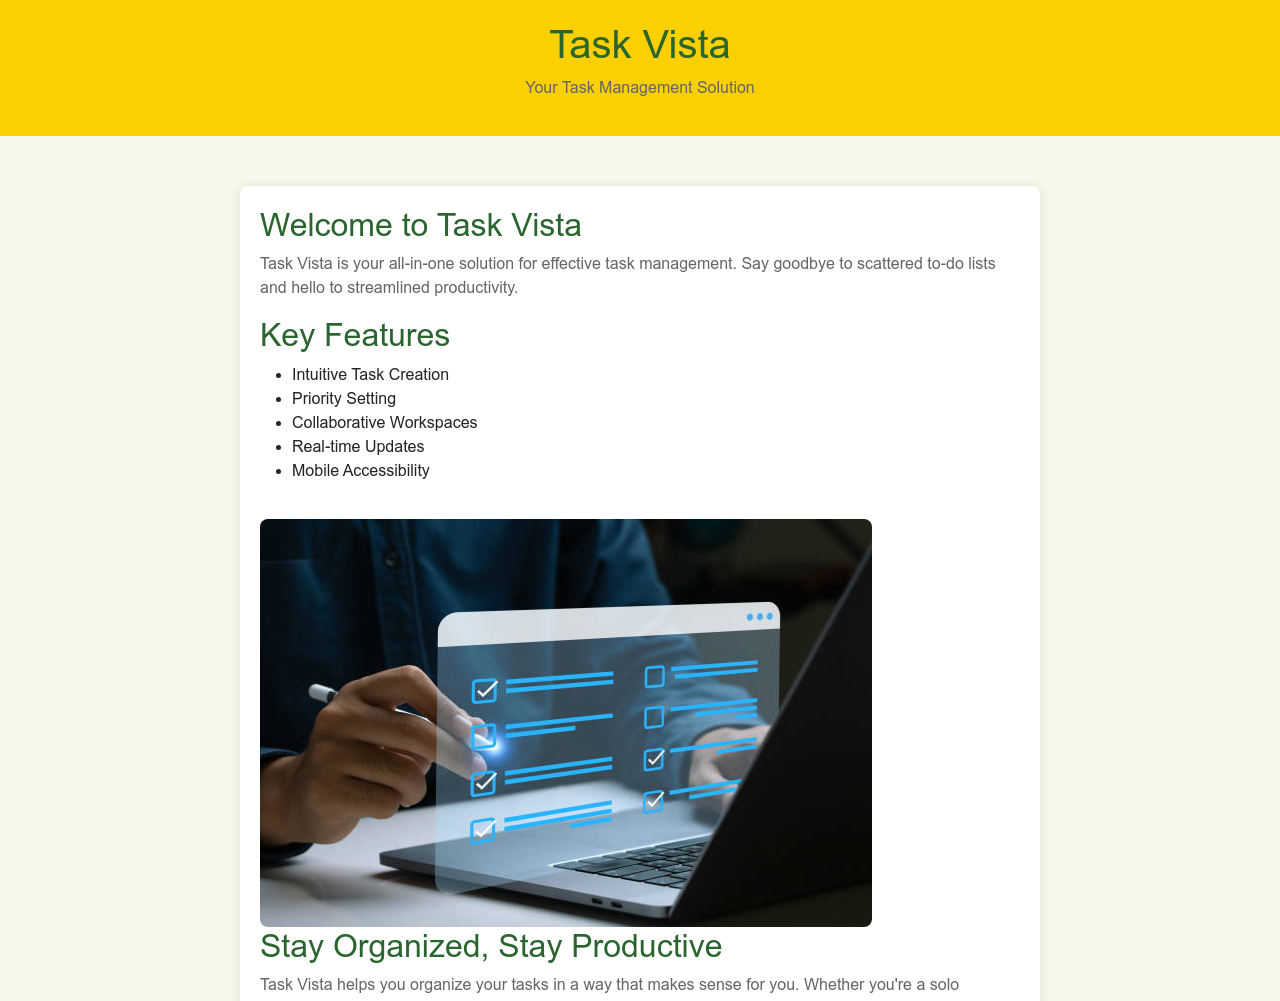 Task Vista
Your Task Management Solution
Welcome to Task Vista
Task Vista is your all-in-one solution for effective task management. Say goodbye to scattered to-do lists
and hello to streamlined productivity.
Key Features
Intuitive Task Creation
Priority Setting
Collaborative Workspaces
Real-time Updates
Mobile Accessibility
Stay Organized, Stay Productive
Task Vista helps you organize your tasks in a way that makes sense for you. Whether you're a solo